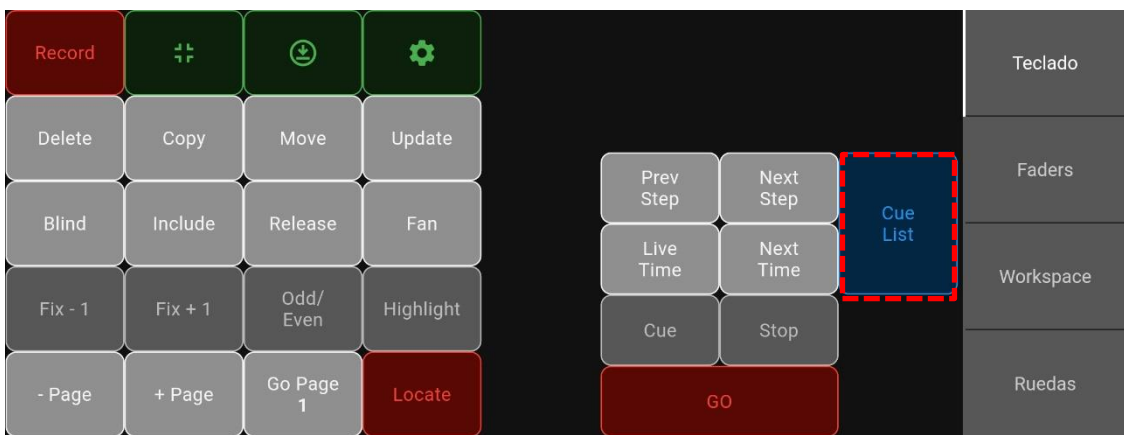 Record
Delete
Copy
Move
Update
Blind
Include
Release
Fan
Fix - 1
Fix + 1
Odd/
Even
Highlight
- Page
+ Page
Go Page
1
Locate
Prev
Step
Next
Step
Cue
List
Live
Time
Next
Time
Cue
Stop
GO
Teclado
Faders
Workspace
Ruedas